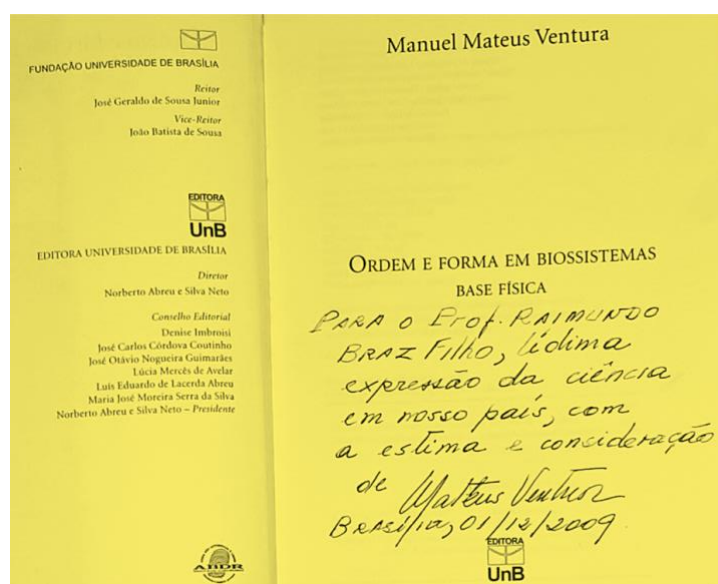 FUNDAÇÃO UNIVERSIDADE DE BRASÍLIA
Reitor
José Geraldo de Sousa Junior
Vice-Reitor
João Batista de Sousa
EDITORA
UnB
EDITORA UNIVERSIDADE DE BRASÍLIA
Diretor
Norberto Abreu e Silva Neto
Conselho Editorial
Denise Imbroisi
José Carlos Córdova Coutinho
José Otávio Nogueira Guimarães
Lúcia Mercês de Avelar
Luís Eduardo de Lacerda Abreu
Maria José Moreira Serra da Silva
Norberto Abreu e Silva Neto – Presidente
ABDR
Manuel Mateus Ventura
ORDEM E FORMA EM BIOSSISTEMAS
BASE FÍSICA
PARA O Prof. RAIMUNDO
BRAZ Filho, lídima
expressão da ciência
em nosso país, com
a estima e consideração
de Mateus Ventura
BRASÍlia, 01/12/2009
EDITORA
UnB